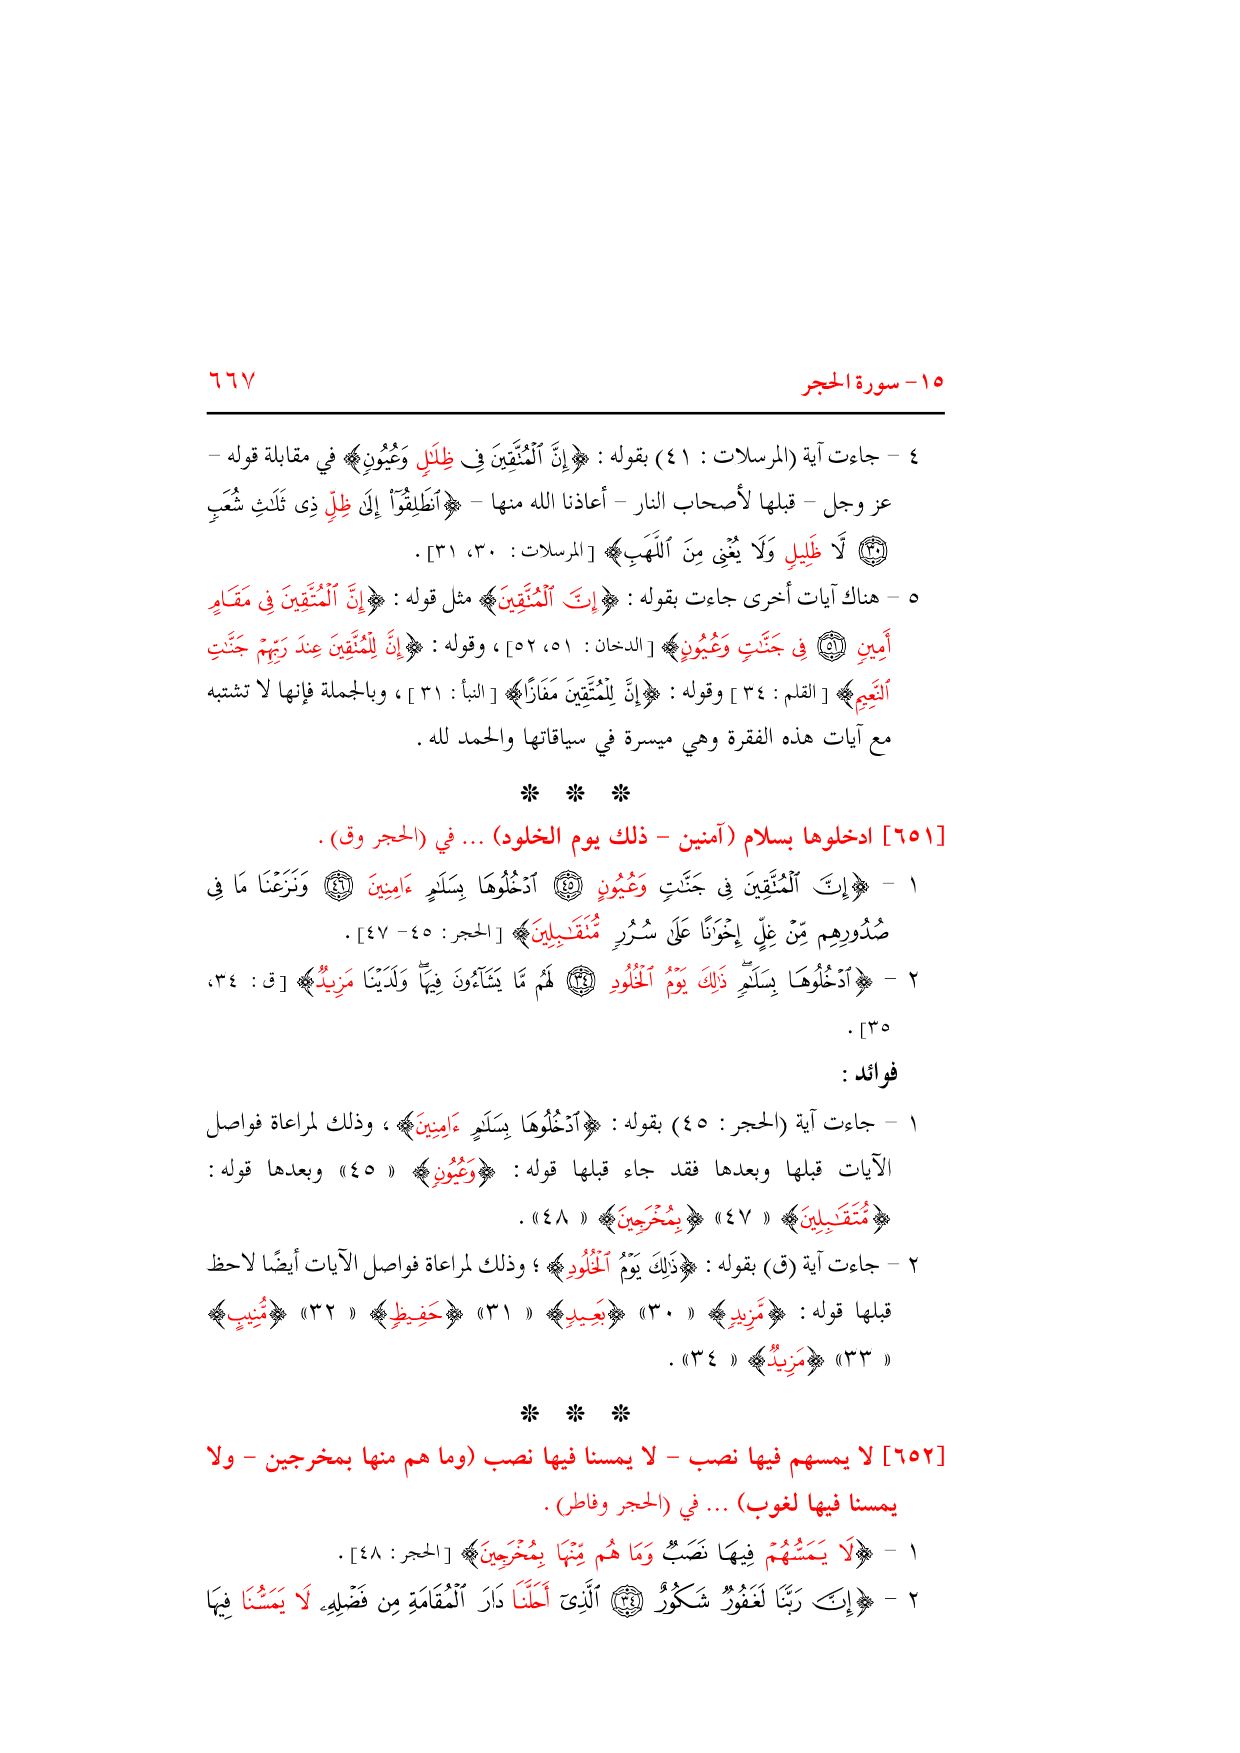 ١٥- سورة الحجر ٦٦٧
٤ - جاءت آية (المرسلات : ٤١) بقوله : ﴿إِنَّ ٱلْمُتَّقِينَ فِى ظِلَٰلٍ وَعُيُونٍ﴾ في مقابلة قوله -
عز وجل - قبلها لأصحاب النار - أعاذنا الله منها - ﴿ٱنطَلِقُوٓا۟ إِلَىٰ ظِلٍّ ذِى ثَلَٰثِ شُعَبٍ
٣٠ لَّا ظَلِيلٍ وَلَا يُغْنِى مِنَ ٱللَّهَبِ﴾ [المرسلات : ٣٠، ٣١] .
٥ - هناك آيات أخرى جاءت بقوله : ﴿إِنَّ ٱلْمُتَّقِينَ﴾ مثل قوله : ﴿إِنَّ ٱلْمُتَّقِينَ فِى مَقَامٍ
أَمِينٍ ٥١ فِى جَنَّٰتٍ وَعُيُونٍ﴾ [الدخان : ٥١، ٥٢] ، وقوله : ﴿إِنَّ لِلْمُتَّقِينَ عِندَ رَبِّهِمْ جَنَّٰتِ
ٱلنَّعِيمِ﴾ [القلم : ٣٤ ] وقوله : ﴿إِنَّ لِلْمُتَّقِينَ مَفَازًا﴾ [النبأ : ٣١ ] ، وبالجملة فإنها لا تشتبه
مع آيات هذه الفقرة وهي ميسرة في سياقاتها والحمد لله .
❊ ❊ ❊
[٦٥١] ادخلوها بسلام (آمنين - ذلك يوم الخلود) ... في (الحجر وق) .
١ - ﴿إِنَّ ٱلْمُتَّقِينَ فِى جَنَّٰتٍ وَعُيُونٍ ٤٥ ٱدْخُلُوهَا بِسَلَٰمٍ ءَامِنِينَ ٤٦ وَنَزَعْنَا مَا فِى
صُدُورِهِم مِّنْ غِلٍّ إِخْوَٰنًا عَلَىٰ سُرُرٍ مُّتَقَٰبِلِينَ﴾ [الحجر : ٤٥- ٤٧] .
٢ - ﴿ٱدْخُلُوهَا بِسَلَٰمٍ ۖ ذَٰلِكَ يَوْمُ ٱلْخُلُودِ ٣٤ لَهُم مَّا يَشَآءُونَ فِيهَا ۖ وَلَدَيْنَا مَزِيدٌ﴾ [ق : ٣٤،
٣٥] .
فوائد :
١ - جاءت آية (الحجر : ٤٥) بقوله : ﴿ٱدْخُلُوهَا بِسَلَٰمٍ ءَامِنِينَ﴾ ، وذلك لمراعاة فواصل
الآيات قبلها وبعدها فقد جاء قبلها قوله : ﴿وَعُيُونٍ﴾ « ٤٥» وبعدها قوله :
﴿مُّتَقَٰبِلِينَ﴾ « ٤٧» ﴿بِمُخْرَجِينَ﴾ « ٤٨» .
٢ - جاءت آية (ق) بقوله : ﴿ذَٰلِكَ يَوْمُ ٱلْخُلُودِ﴾ ؛ وذلك لمراعاة فواصل الآيات أيضًا لاحظ
قبلها قوله : ﴿مَّزِيدٍ﴾ « ٣٠» ﴿بَعِيدٍ﴾ « ٣١» ﴿حَفِيظٍ﴾ « ٣٢» ﴿مُّنِيبٍ﴾
« ٣٣» ﴿مَزِيدٌ﴾ « ٣٤» .
❊ ❊ ❊
[٦٥٢] لا يمسهم فيها نصب - لا يمسنا فيها نصب (وما هم منها بمخرجين - ولا
يمسنا فيها لغوب) ... في (الحجر وفاطر) .
١ - ﴿لَا يَمَسُّهُمْ فِيهَا نَصَبٌ وَمَا هُم مِّنْهَا بِمُخْرَجِينَ﴾ [الحجر : ٤٨] .
٢ - ﴿إِنَّ رَبَّنَا لَغَفُورٌ شَكُورٌ ٣٤ ٱلَّذِىٓ أَحَلَّنَا دَارَ ٱلْمُقَامَةِ مِن فَضْلِهِۦ لَا يَمَسُّنَا فِيهَا